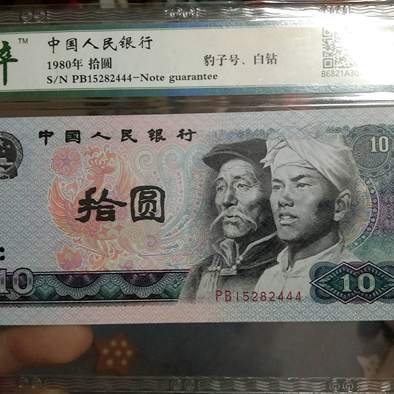 ™
中国人民银行
1980年 拾圆
豹子号、白钻
S/N PB15282444-Note guarantee
中国人民银行
10
拾圆
PB15282444
10
10